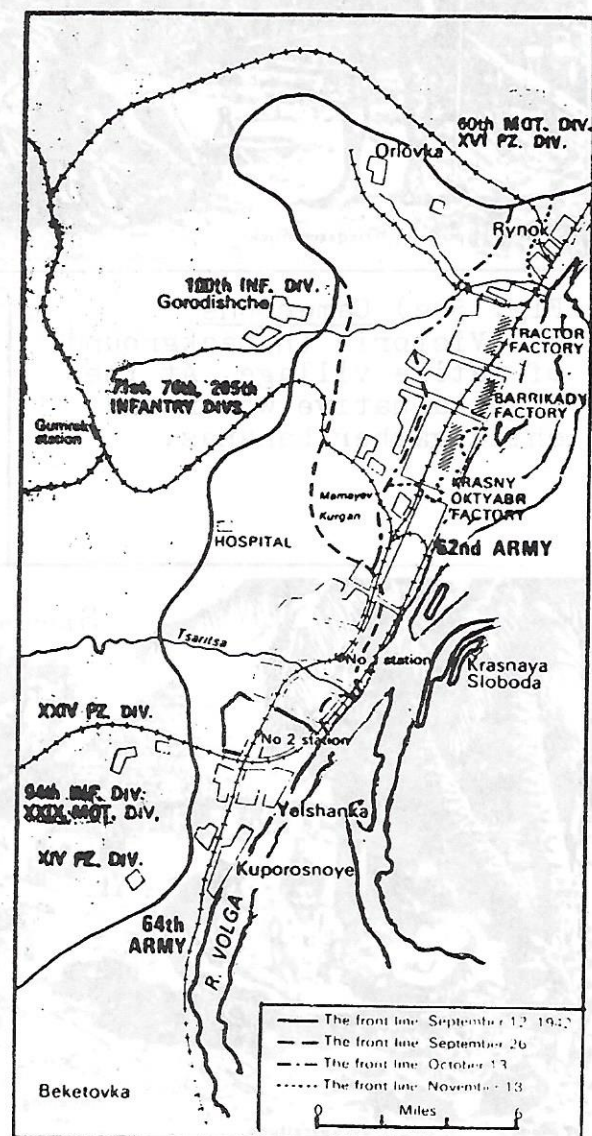 60th MOT. DIV.
XVI PZ. DIV.
Orlovka
Rynok
100th INF. DIV.
Gorodishche
TRACTOR
FACTORY
71st, 76th, 295th
INFANTRY DIVS.
BARRIKADY
FACTORY
Gumrak
station
KRASNY
OKTYABR
FACTORY
Mamayev
Kurgan
HOSPITAL
62nd ARMY
Tsaritsa
No 1 station
Krasnaya
Sloboda
XXIV PZ. DIV.
No 2 station
94th INF. DIV.
XXIX MOT. DIV.
Yelshanka
XIV PZ. DIV.
Kuporosnoye
64th
ARMY
R. VOLGA
The front line September 12, 1942
The front line September 26
The front line October 13
The front line November 13
Beketovka
Miles
0 6